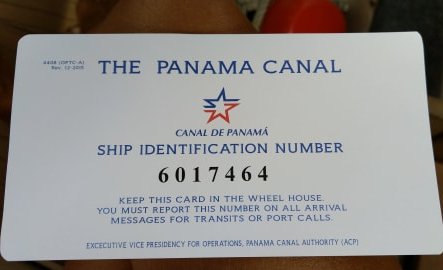 4408 (OPTC-A)
Rev. 12-2015
THE PANAMA CANAL
CANAL DE PANAMÁ
SHIP IDENTIFICATION NUMBER
6017464
KEEP THIS CARD IN THE WHEEL HOUSE.
YOU MUST REPORT THIS NUMBER ON ALL ARRIVAL
MESSAGES FOR TRANSITS OR PORT CALLS.
EXCECUTIVE VICE PRESIDENCY FOR OPERATIONS, PANAMA CANAL AUTHORITY (ACP)